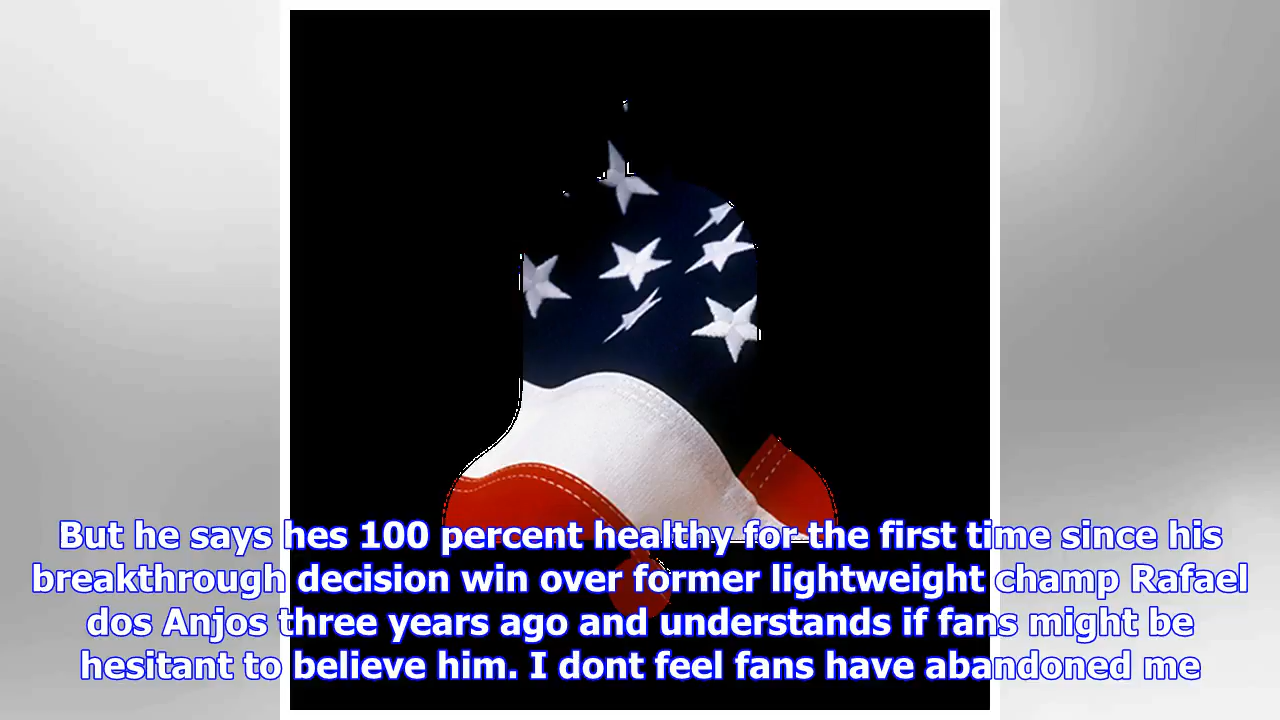 But he says hes 100 percent healthy for the first time since his
breakthrough decision win over former lightweight champ Rafael
dos Anjos three years ago and understands if fans might be
hesitant to believe him. I dont feel fans have abandoned me